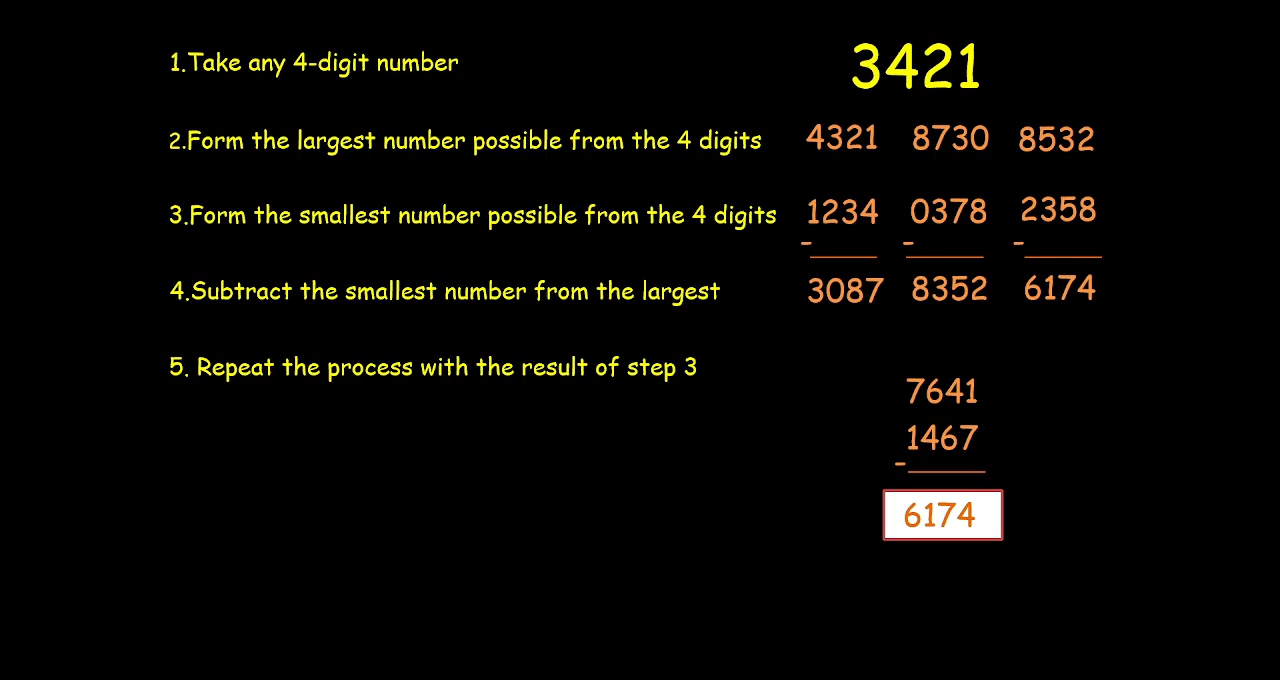 1.Take any 4-digit number
3421
2.Form the largest number possible from the 4 digits
4321 8730 8532
3.Form the smallest number possible from the 4 digits
1234 0378 2358
- - -
4.Subtract the smallest number from the largest
3087 8352 6174
5. Repeat the process with the result of step 3
7641
1467
-
6174